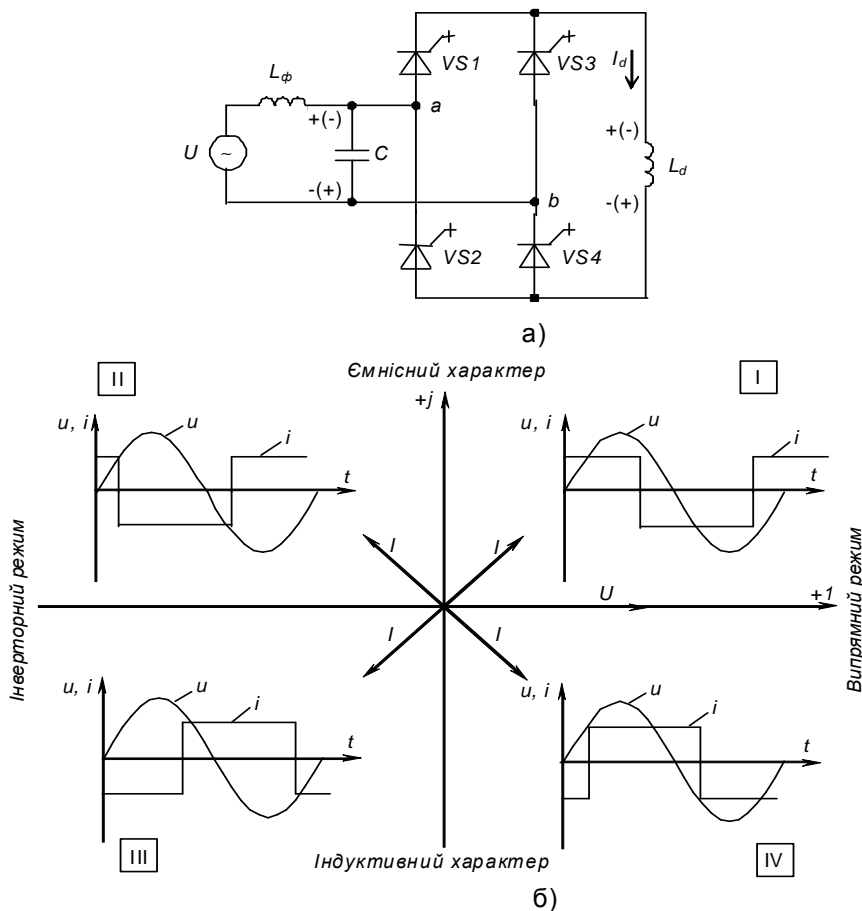 VS1
VS3
I_d
L_ф
+(-)
a
U
~
C
+(-)
L_d
-(+)
b
-(+)
VS2
VS4
а)
II
Ємнісний характер
I
+j
u, i
u
i
t
u, i
u
i
t
Інверторний режим
I
I
U
+1
I
I
Випрямний режим
u, i
u
i
t
u, i
u
i
t
III
Індуктивний характер
IV
б)